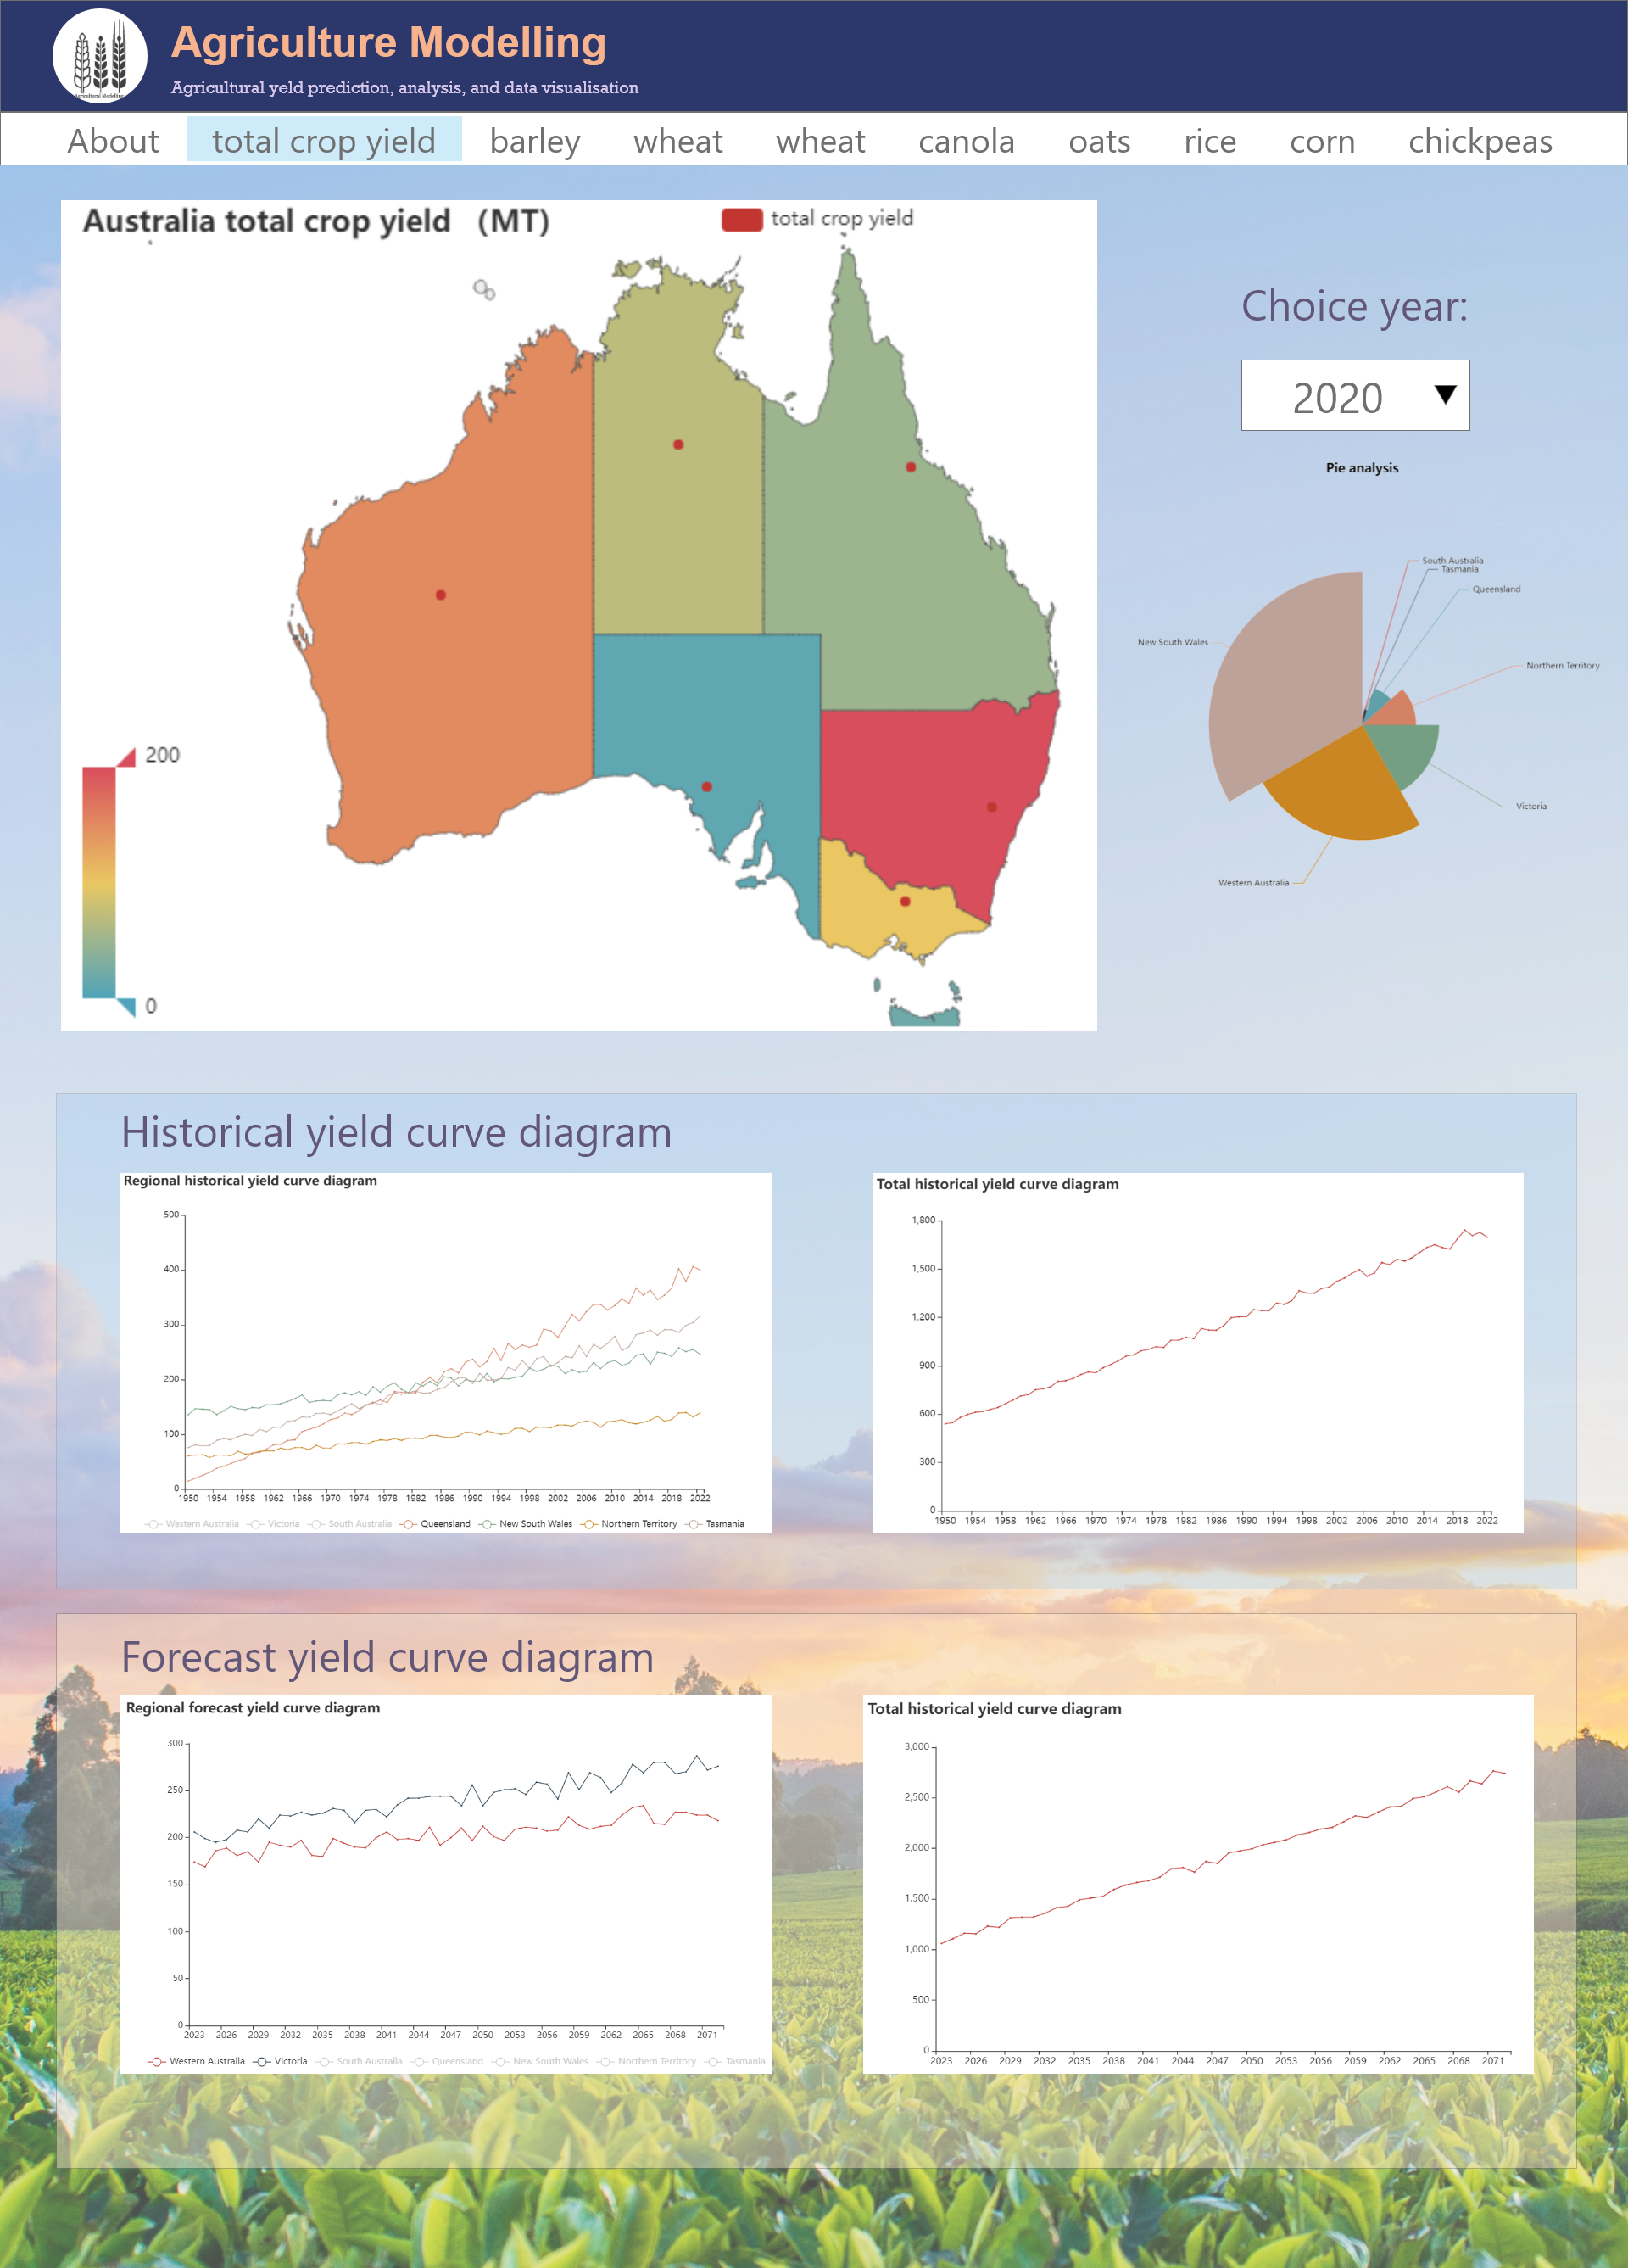 Agricultural Modelling
Agriculture Modelling
Agricultural yeld prediction, analysis, and data visualisation
About total crop yield barley wheat wheat canola oats rice corn chickpeas
Australia total crop yield (MT)
total crop yield
200
0
Choice year:
2020
Pie analysis
South Australia
Tasmania
Queensland
New South Wales
Northern Territory
Victoria
Western Australia
Historical yield curve diagram
Regional historical yield curve diagram
500
400
300
200
100
0
1950 1954 1958 1962 1966 1970 1974 1978 1982 1986 1990 1994 1998 2002 2006 2010 2014 2018 2022
Western Australia Victoria South Australia Queensland New South Wales Northern Territory Tasmania
Total historical yield curve diagram
1,800
1,500
1,200
900
600
300
0
1950 1954 1958 1962 1966 1970 1974 1978 1982 1986 1990 1994 1998 2002 2006 2010 2014 2018 2022
Forecast yield curve diagram
Regional forecast yield curve diagram
300
250
200
150
100
50
0
2023 2026 2029 2032 2035 2038 2041 2044 2047 2050 2053 2056 2059 2062 2065 2068 2071
Western Australia Victoria South Australia Queensland New South Wales Northern Territory Tasmania
Total historical yield curve diagram
3,000
2,500
2,000
1,500
1,000
500
0
2023 2026 2029 2032 2035 2038 2041 2044 2047 2050 2053 2056 2059 2062 2065 2068 2071